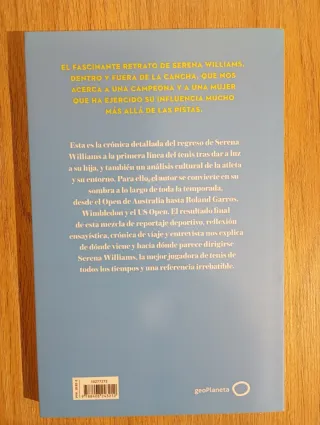 EL FASCINANTE RETRATO DE SERENA WILLIAMS,
DENTRO Y FUERA DE LA CANCHA, QUE NOS
ACERCA A UNA CAMPEONA Y A UNA MUJER
QUE HA EJERCIDO SU INFLUENCIA MUCHO
MÁS ALLÁ DE LAS PISTAS.
Esta es la crónica detallada del regreso de Serena
Williams a la primera línea del tenis tras dar a luz
a su hija, y también un análisis cultural de la atleta
y su entorno. Para ello, el autor se convierte en su
sombra a lo largo de toda la temporada,
desde el Open de Australia hasta Roland Garros,
Wimbledon y el US Open. El resultado final
de esta mezcla de reportaje deportivo, reflexión
ensayística, crónica de viaje y entrevista nos explica
de dónde viene y hacia dónde parece dirigirse
Serena Williams, la mejor jugadora de tenis de
todos los tiempos y una referencia irrebatible.
geoPlaneta